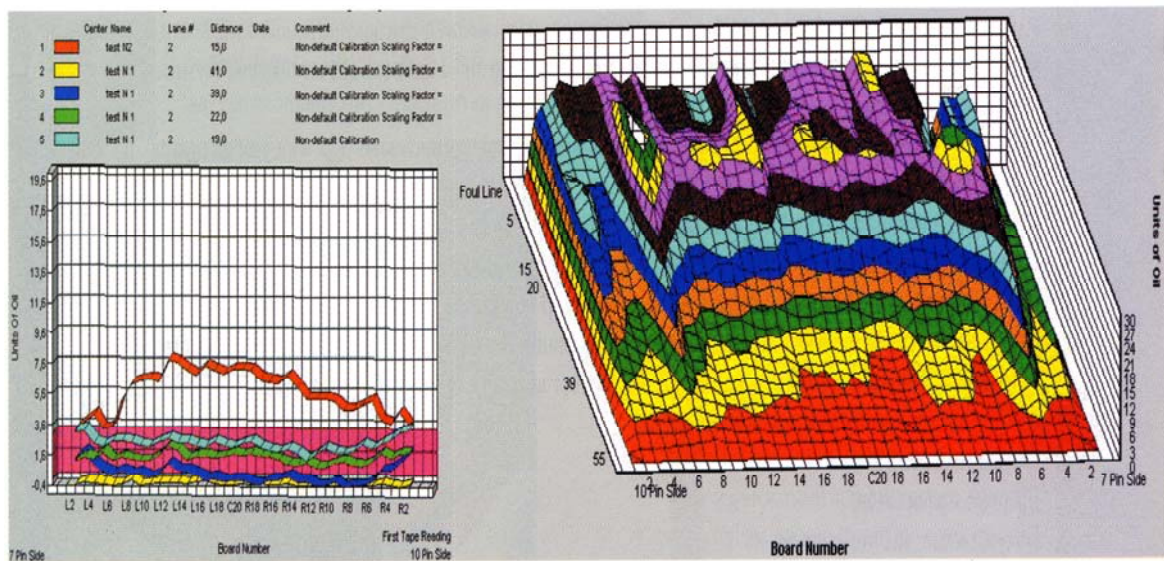 Center Name Lane # Distance Date Comment
1 test N2 2 15,0 Non-default Calibration Scaling Factor =
2 test N 1 2 41,0 Non-default Calibration Scaling Factor =
3 test N 1 2 39,0 Non-default Calibration Scaling Factor =
4 test N 1 2 22,0 Non-default Calibration Scaling Factor =
5 test N 1 2 19,0 Non-default Calibration
Units Of Oil
19,6
17,6
15,6
13,6
11,6
9,6
7,6
5,6
3,6
1,6
-0,4
L2 L4 L6 L8 L10 L12 L14 L16 L18 C20 R18 R16 R14 R12 R10 R8 R6 R4 R2
First Tape Reading
7 Pin Side Board Number 10 Pin Side
Foul Line
5
15
20
39
55
Units of Oil
30
27
24
21
18
15
12
9
6
3
0
2 4 6 8 10 12 14 16 18 C20 18 16 14 12 10 8 6 4 2
10 Pin Side 7 Pin Side
Board Number